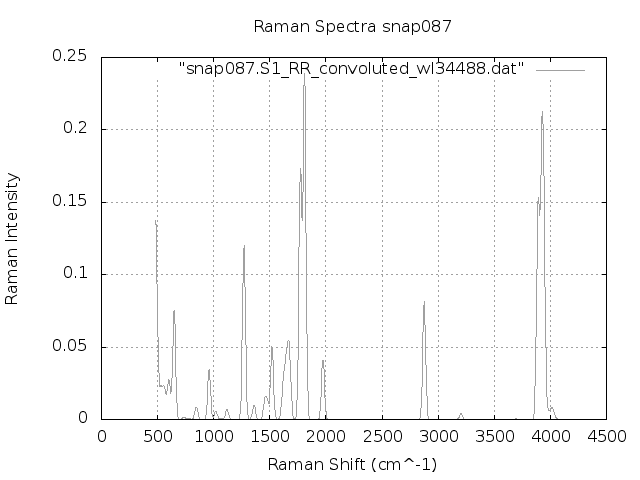 Raman Spectra snap087
"snap087.S1_RR_convoluted_wl34488.dat"
Raman Intensity
0.25
0.2
0.15
0.1
0.05
0
0 500 1000 1500 2000 2500 3000 3500 4000 4500
Raman Shift (cm^-1)